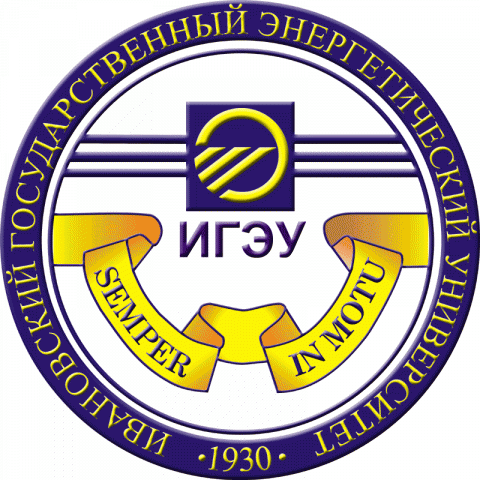 ИВАНОВСКИЙ ГОСУДАРСТВЕННЫЙ ЭНЕРГЕТИЧЕСКИЙ УНИВЕРСИТЕТ
ИГЭУ
SEMPER IN MOTU
·1930·